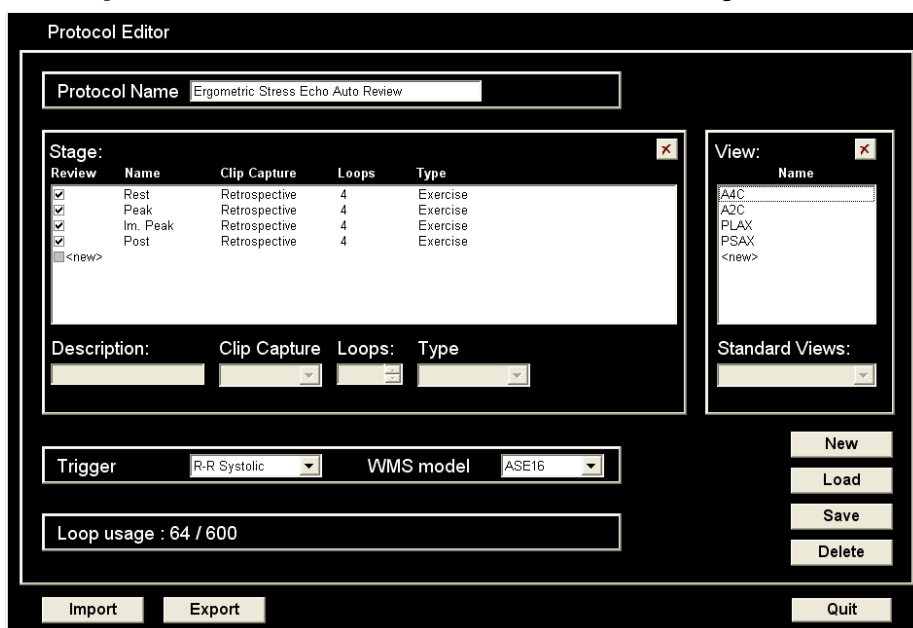 Protocol Editor
Protocol Name Ergometric Stress Echo Auto Review
Stage:
Review Name Clip Capture Loops Type
Rest Retrospective 4 Exercise
Peak Retrospective 4 Exercise
Im. Peak Retrospective 4 Exercise
Post Retrospective 4 Exercise
<new>
Description: Clip Capture Loops: Type
View:
Name
A4C
A2C
PLAX
PSAX
<new>
Standard Views:
Trigger R-R Systolic WMS model ASE16
Loop usage : 64 / 600
New
Load
Save
Delete
Import Export Quit